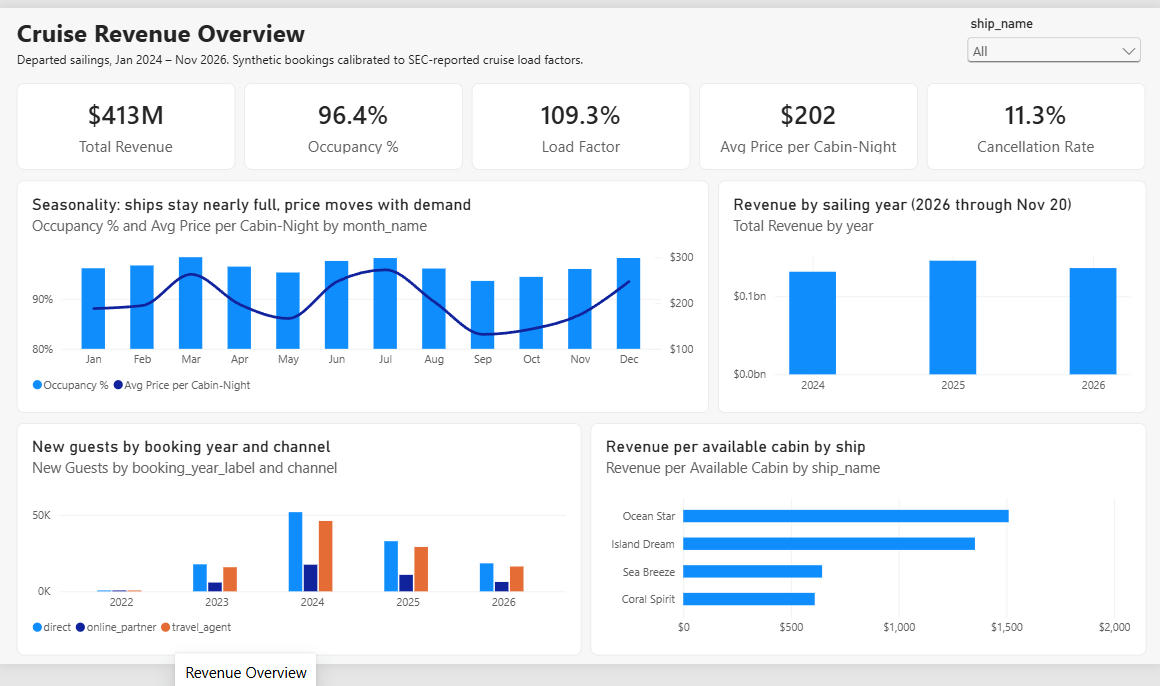 Cruise Revenue Overview
Departed sailings, Jan 2024 – Nov 2026. Synthetic bookings calibrated to SEC-reported cruise load factors.
ship_name
All
$413M
Total Revenue
96.4%
Occupancy %
109.3%
Load Factor
$202
Avg Price per Cabin-Night
11.3%
Cancellation Rate
Seasonality: ships stay nearly full, price moves with demand
Occupancy % and Avg Price per Cabin-Night by month_name
90%
80%
$300
$200
$100
Jan Feb Mar Apr May Jun Jul Aug Sep Oct Nov Dec
Occupancy % Avg Price per Cabin-Night
Revenue by sailing year (2026 through Nov 20)
Total Revenue by year
$0.1bn
$0.0bn
2024 2025 2026
New guests by booking year and channel
New Guests by booking_year_label and channel
50K
0K
2022 2023 2024 2025 2026
direct online_partner travel_agent
Revenue per available cabin by ship
Revenue per Available Cabin by ship_name
Ocean Star
Island Dream
Sea Breeze
Coral Spirit
$0 $500 $1,000 $1,500 $2,000
Revenue Overview